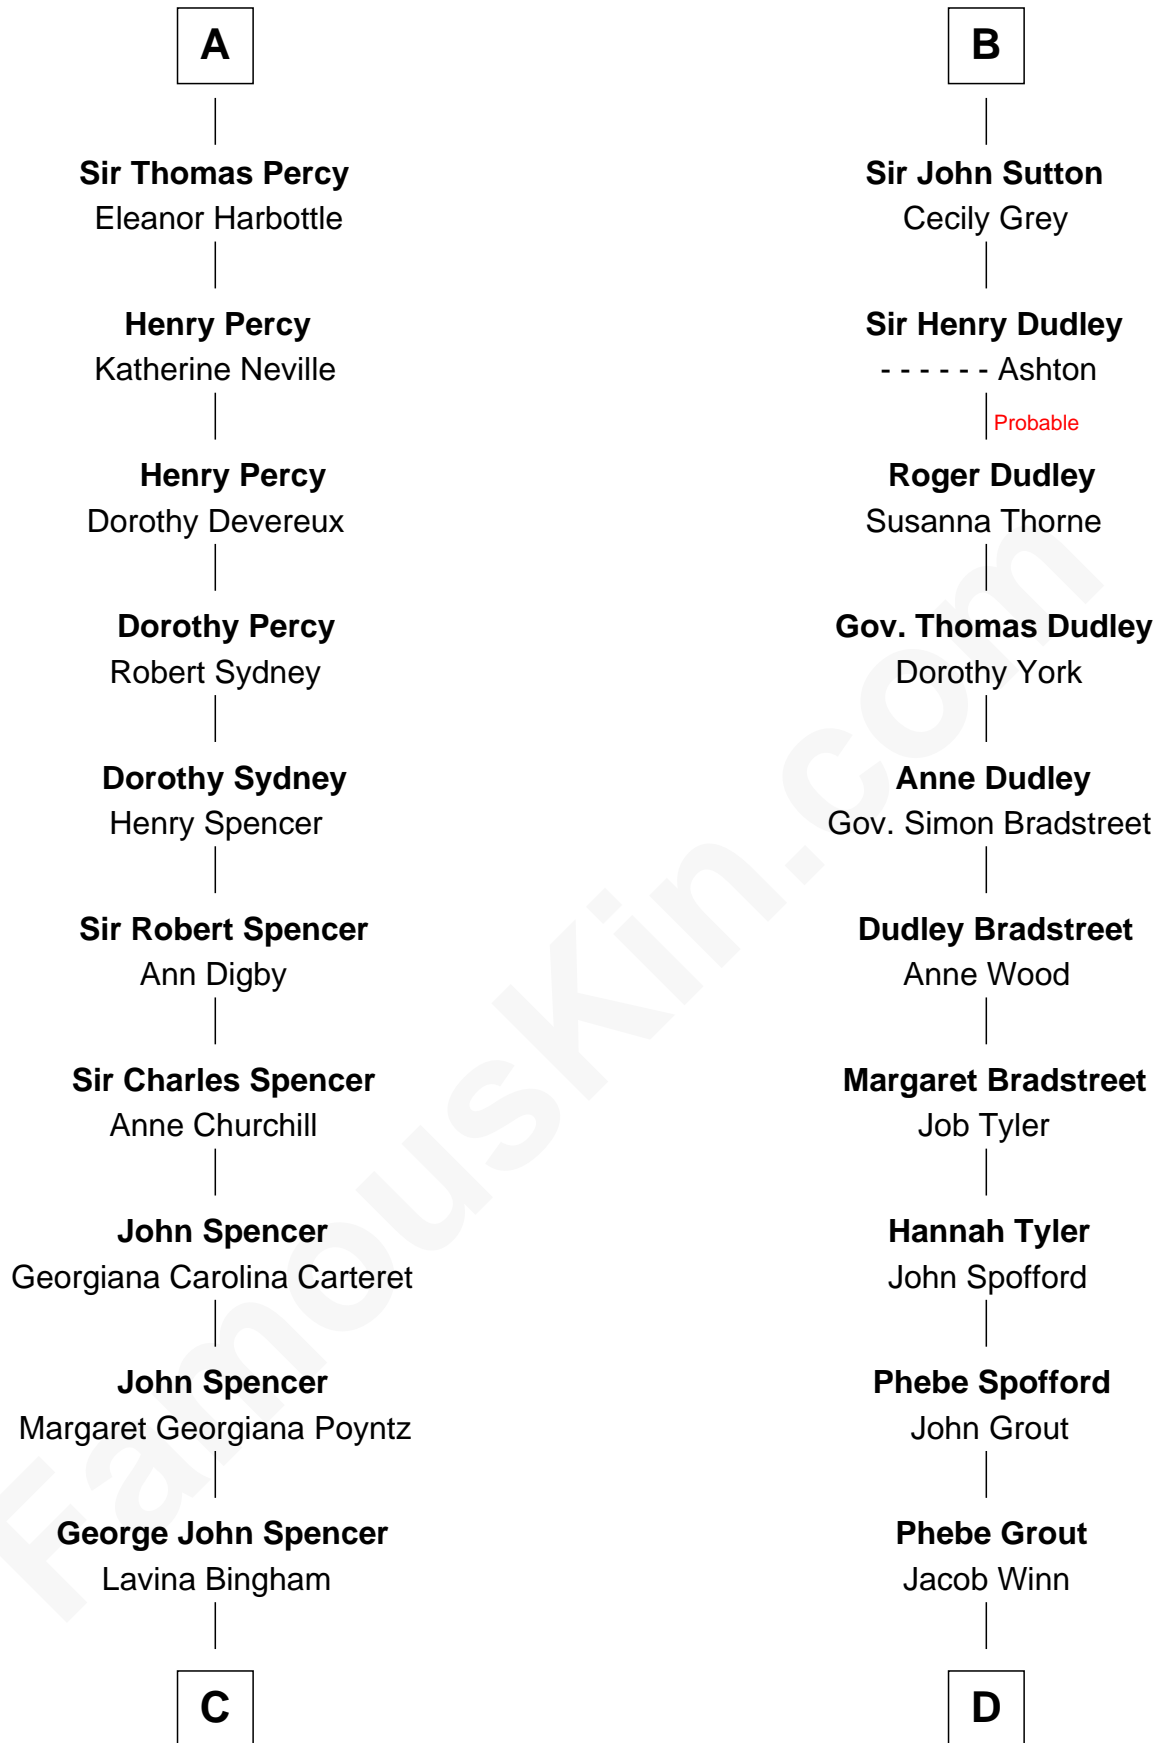 A
Sir Thomas Percy
Eleanor Harbottle
Henry Percy
Katherine Neville
Henry Percy
Dorothy Devereux
Dorothy Percy
Robert Sydney
Dorothy Sydney
Henry Spencer
Sir Robert Spencer
Ann Digby
Sir Charles Spencer
Anne Churchill
John Spencer
Georgiana Carolina Carteret
John Spencer
Margaret Georgiana Poyntz
George John Spencer
Lavina Bingham
C
B
Sir John Sutton
Cecily Grey
Sir Henry Dudley
- - - - - - Ashton
Probable
Roger Dudley
Susanna Thorne
Gov. Thomas Dudley
Dorothy York
Anne Dudley
Gov. Simon Bradstreet
Dudley Bradstreet
Anne Wood
Margaret Bradstreet
Job Tyler
Hannah Tyler
John Spofford
Phebe Spofford
John Grout
Phebe Grout
Jacob Winn
D
FamousKin.com